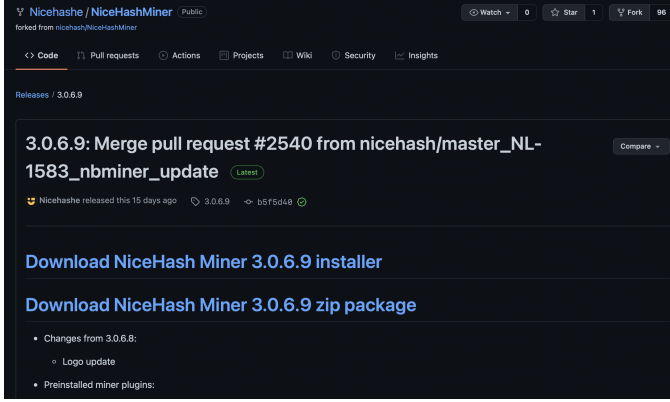 Nicehashe / NiceHashMiner Public
Watch 0 Star 1 Fork 96
forked from nicehash/NiceHashMiner
Code Pull requests Actions Projects Wiki Security Insights
Releases / 3.0.6.9
3.0.6.9: Merge pull request #2540 from nicehash/master_NL-
1583_nbminer_update Latest
Compare
Nicehashe released this 15 days ago 3.0.6.9 b5f5d40
Download NiceHash Miner 3.0.6.9 installer
Download NiceHash Miner 3.0.6.9 zip package
• Changes from 3.0.6.8:
◦ Logo update
• Preinstalled miner plugins: